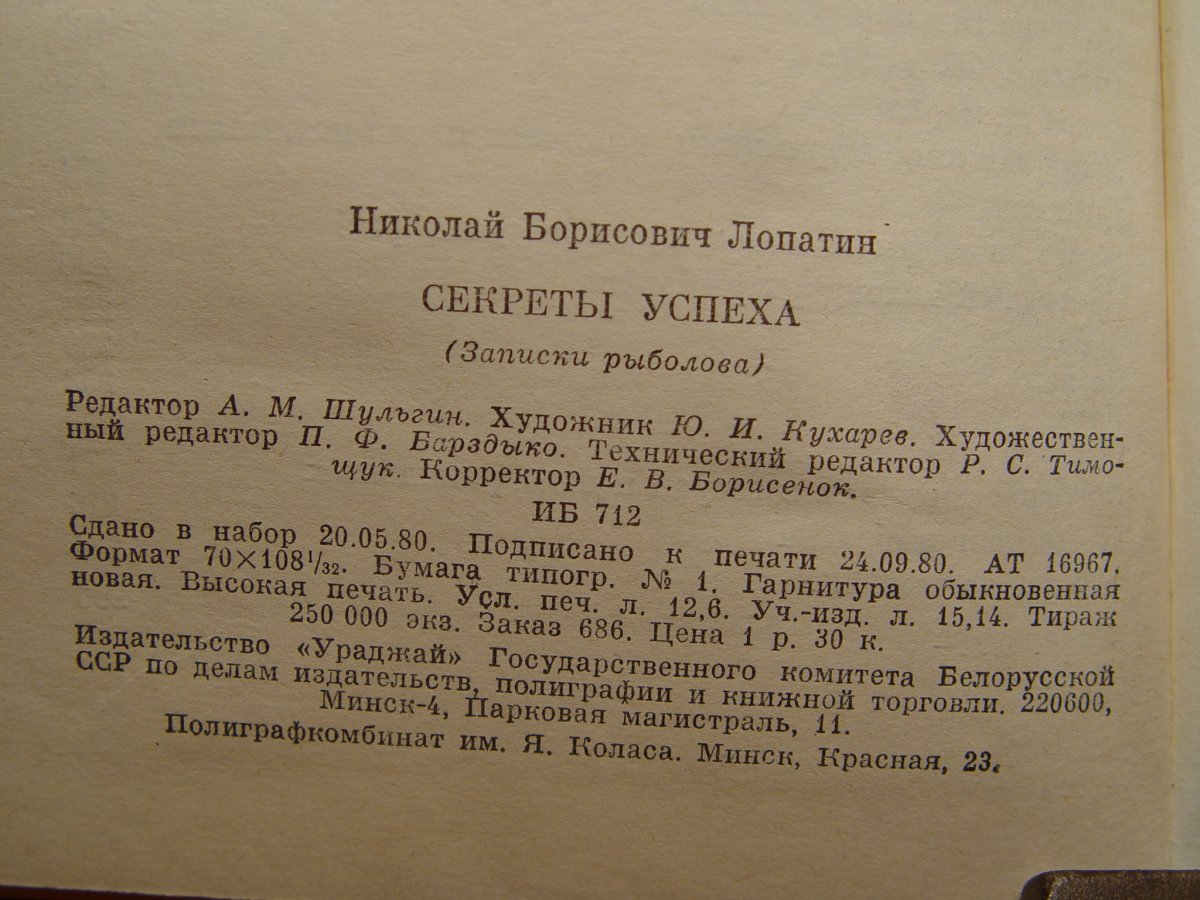 Николай Борисович Лопатин
СЕКРЕТЫ УСПЕХА
(Записки рыболова)
Редактор А. М. Шульгин. Художник Ю. И. Кухарев. Художествен-
ный редактор П. Ф. Барздыко. Технический редактор Р. С. Тимо-
щук. Корректор Е. В. Борисенок.
ИБ 712
Сдано в набор 20.05.80. Подписано к печати 24.09.80. АТ 16967.
Формат 70×108¹/₃₂. Бумага типогр. № 1. Гарнитура обыкновенная
новая. Высокая печать. Усл. печ. л. 12,6. Уч.-изд. л. 15,14. Тираж
250 000 экз. Заказ 686. Цена 1 р. 30 к.
Издательство «Ураджай» Государственного комитета Белорусской
ССР по делам издательств, полиграфии и книжной торговли. 220600,
Минск-4, Парковая магистраль, 11.
Полиграфкомбинат им. Я. Коласа. Минск, Красная, 23.